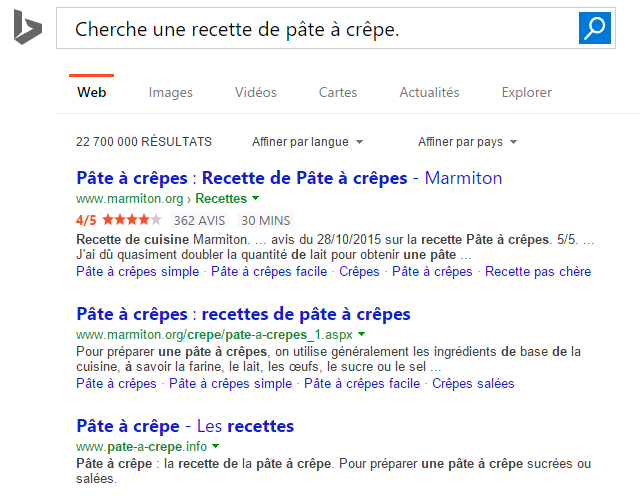 Cherche une recette de pâte à crêpe.
Web Images Vidéos Cartes Actualités Explorer
22 700 000 RÉSULTATS Affiner par langue Affiner par pays
Pâte à crêpes : Recette de Pâte à crêpes - Marmiton
www.marmiton.org › Recettes
4/5 362 AVIS 30 MINS
Recette de cuisine Marmiton. ... avis du 28/10/2015 sur la recette Pâte à crêpes. 5/5. ...
J'ai dû quasiment doubler la quantité de lait pour obtenir une pâte ...
Pâte à crêpes simple · Pâte à crêpes facile · Crêpes · Pâte à crêpes · Recette pas chère
Pâte à crêpes : recettes de pâte à crêpes
www.marmiton.org/crepe/pate-a-crepes_1.aspx
Pour préparer une pâte à crêpes, on utilise généralement les ingrédients de base de la
cuisine, à savoir la farine, le lait, les œufs, le sucre ou le sel ...
Pâte à crêpes · Pâte à crêpes simple · Pâte à crêpes facile · Crêpes salées
Pâte à crêpe - Les recettes
www.pate-a-crepe.info
Pâte à crêpe : la recette de la pâte à crêpe. Pour préparer une pâte à crêpe sucrées ou
salées.